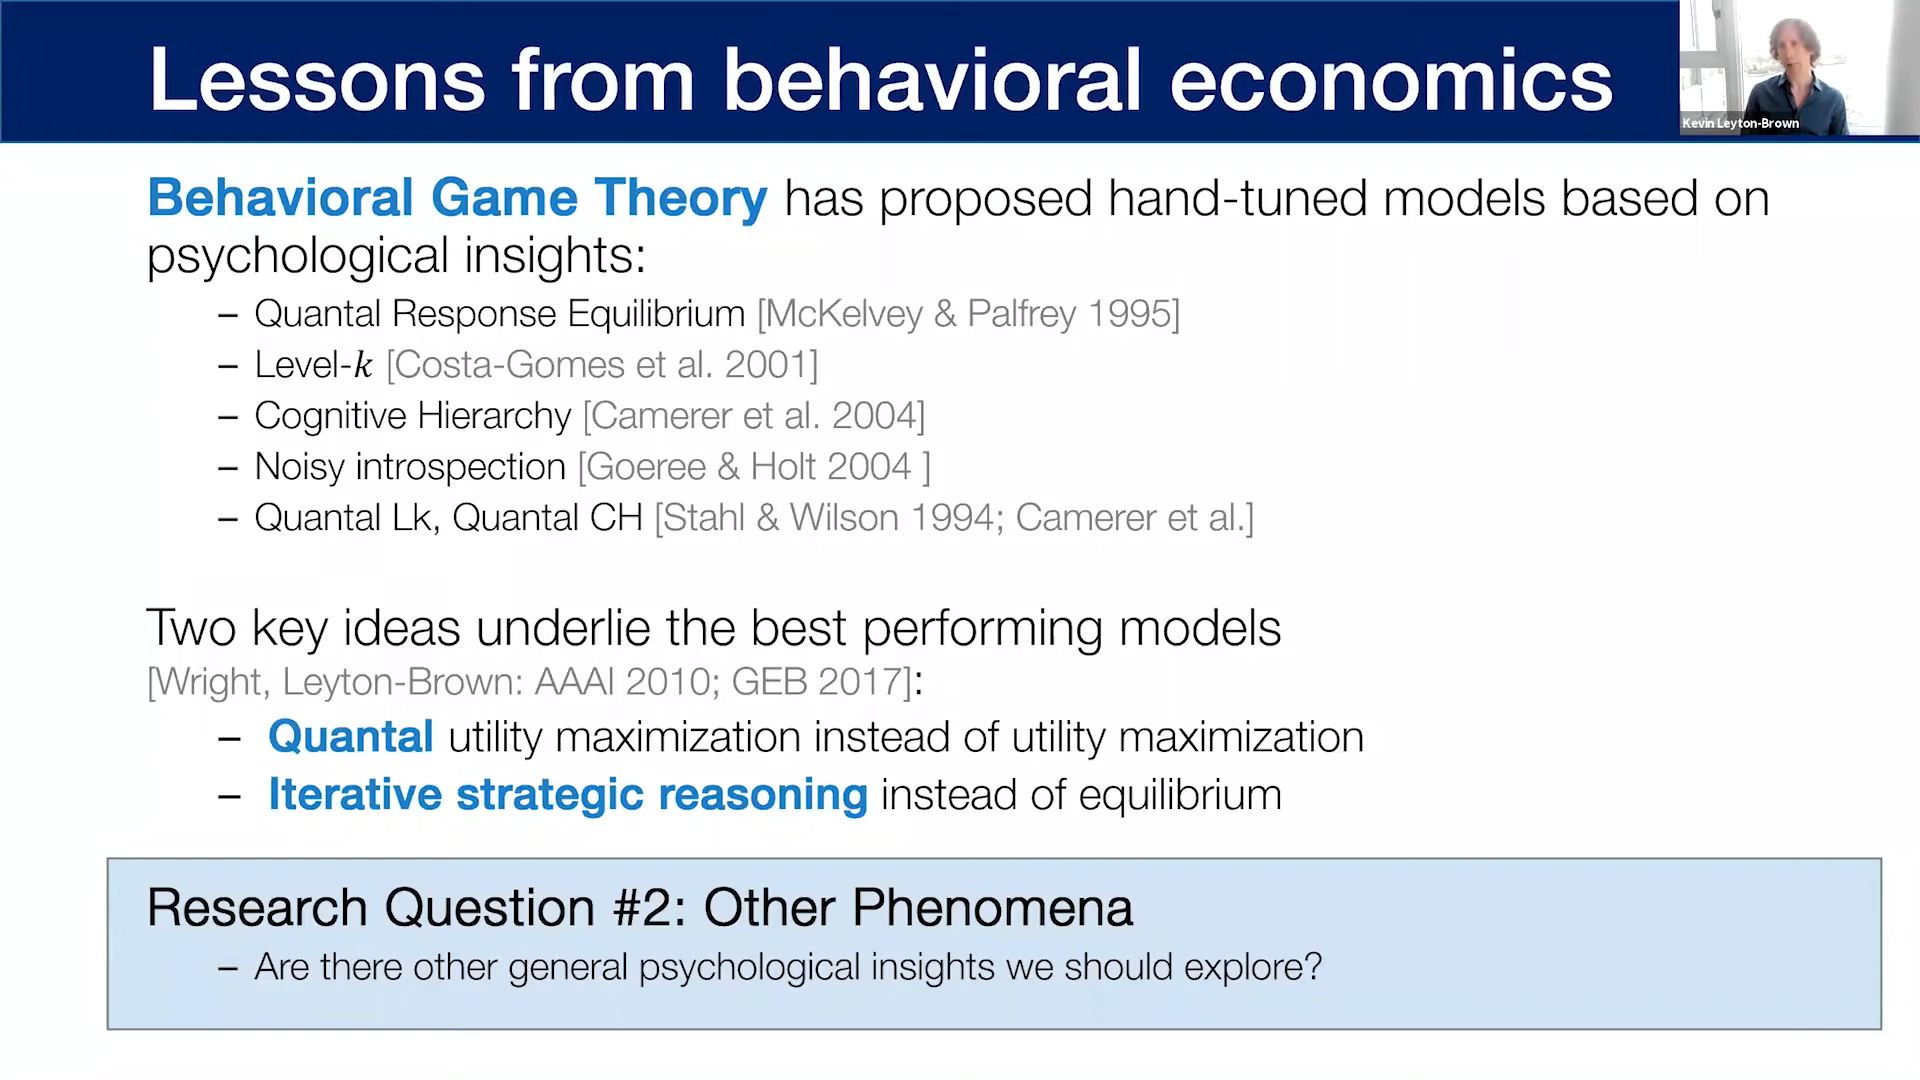 Lessons from behavioral economics
Kevin Leyton-Brown
Behavioral Game Theory has proposed hand-tuned models based on
psychological insights:
– Quantal Response Equilibrium [McKelvey & Palfrey 1995]
– Level-k [Costa-Gomes et al. 2001]
– Cognitive Hierarchy [Camerer et al. 2004]
– Noisy introspection [Goeree & Holt 2004 ]
– Quantal Lk, Quantal CH [Stahl & Wilson 1994; Camerer et al.]
Two key ideas underlie the best performing models
[Wright, Leyton-Brown: AAAI 2010; GEB 2017]:
– Quantal utility maximization instead of utility maximization
– Iterative strategic reasoning instead of equilibrium
Research Question #2: Other Phenomena
– Are there other general psychological insights we should explore?